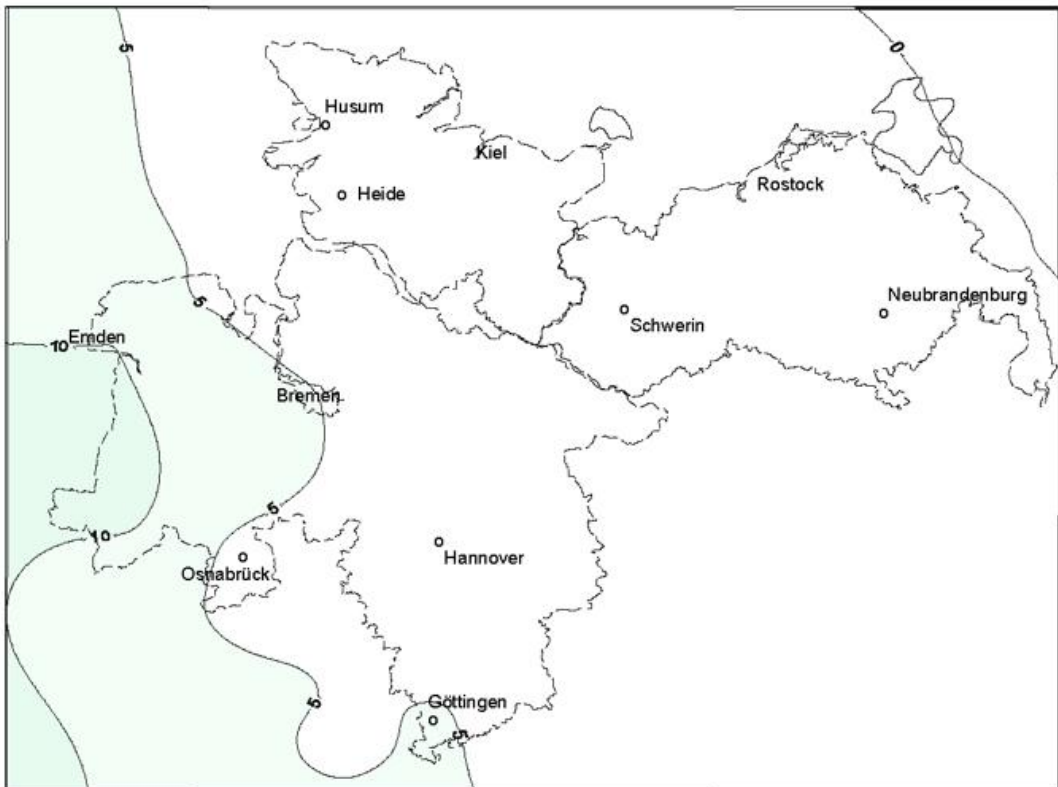 5
0
Husum
Kiel
Heide
Rostock
Neubrandenburg
5
Schwerin
Emden
10
Bremen
5
10
Hannover
Osnabrück
Göttingen
5
5